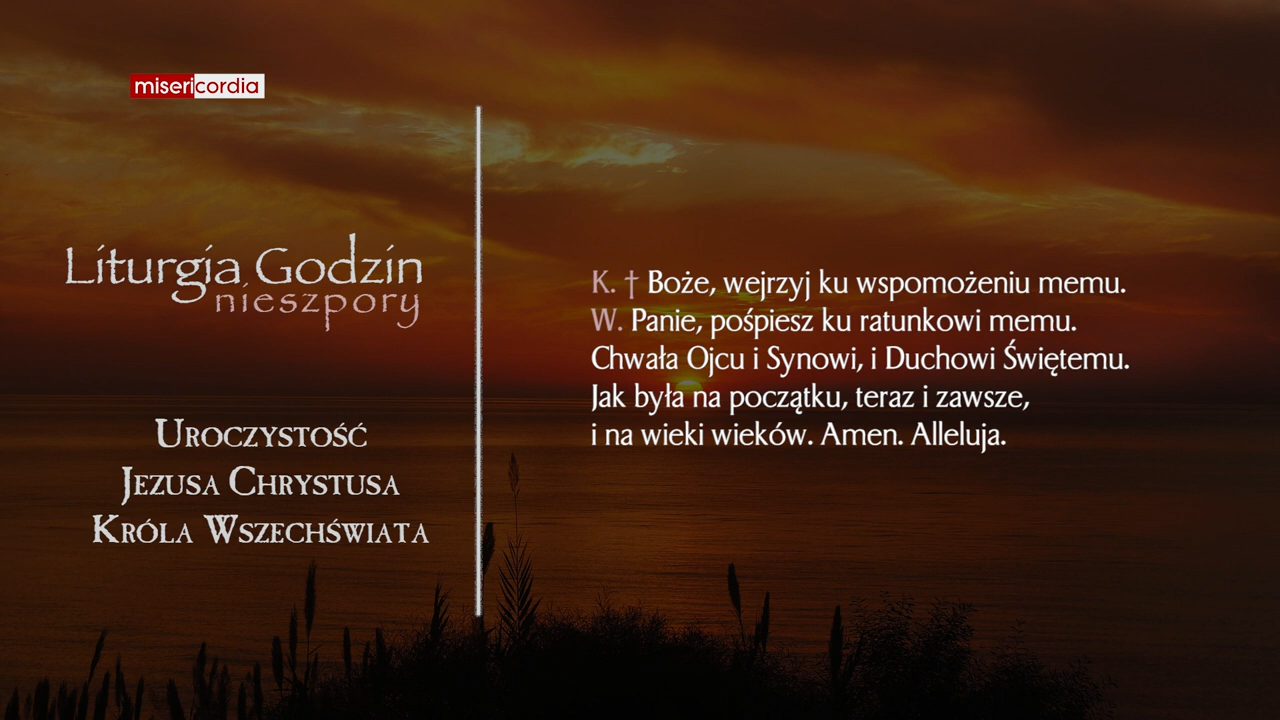 misericordia
Liturgia Godzin
nieszpory
Uroczystość
Jezusa Chrystusa
Króla Wszechświata
K. † Boże, wejrzyj ku wspomożeniu memu.
W. Panie, pośpiesz ku ratunkowi memu.
Chwała Ojcu i Synowi, i Duchowi Świętemu.
Jak była na początku, teraz i zawsze,
i na wieki wieków. Amen. Alleluja.